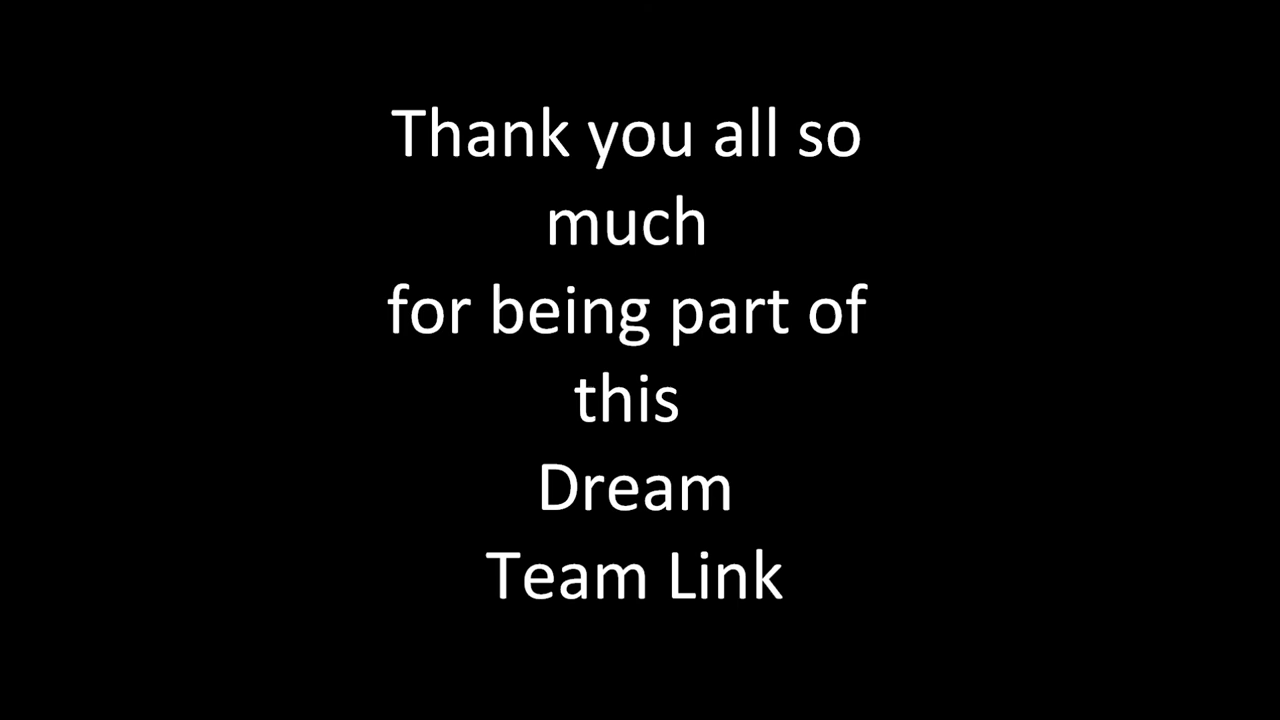 Thank you all so
much
for being part of
this
Dream
Team Link